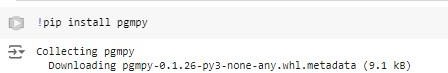 !pip install pgmpy
Collecting pgmpy
Downloading pgmpy-0.1.26-py3-none-any.whl.metadata (9.1 kB)